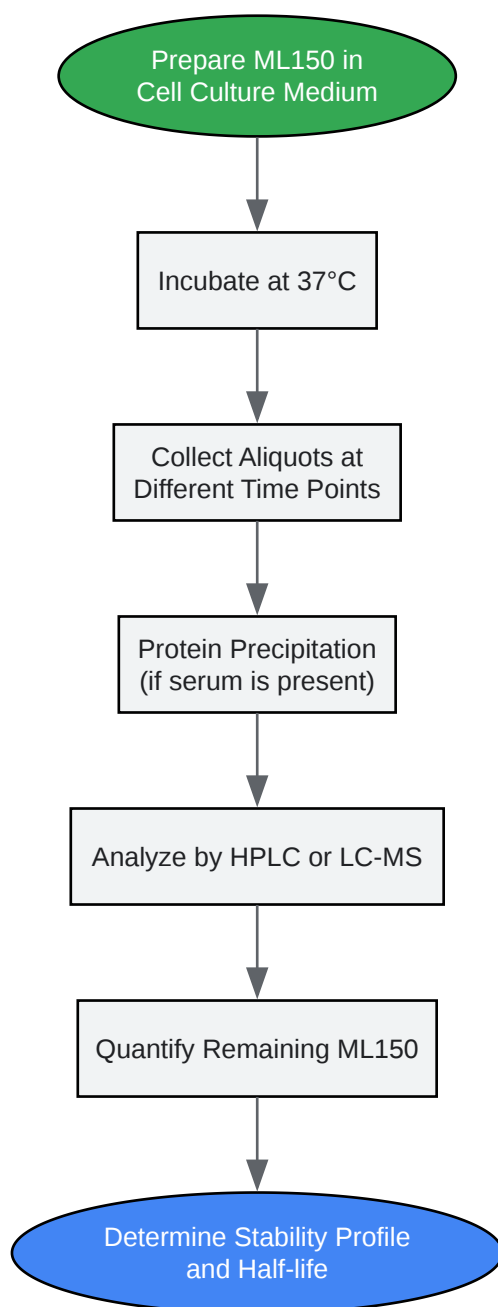 Prepare ML150 in
Cell Culture Medium
Incubate at 37°C
Collect Aliquots at
Different Time Points
Protein Precipitation
(if serum is present)
Analyze by HPLC or LC-MS
Quantify Remaining ML150
Determine Stability Profile
and Half-life